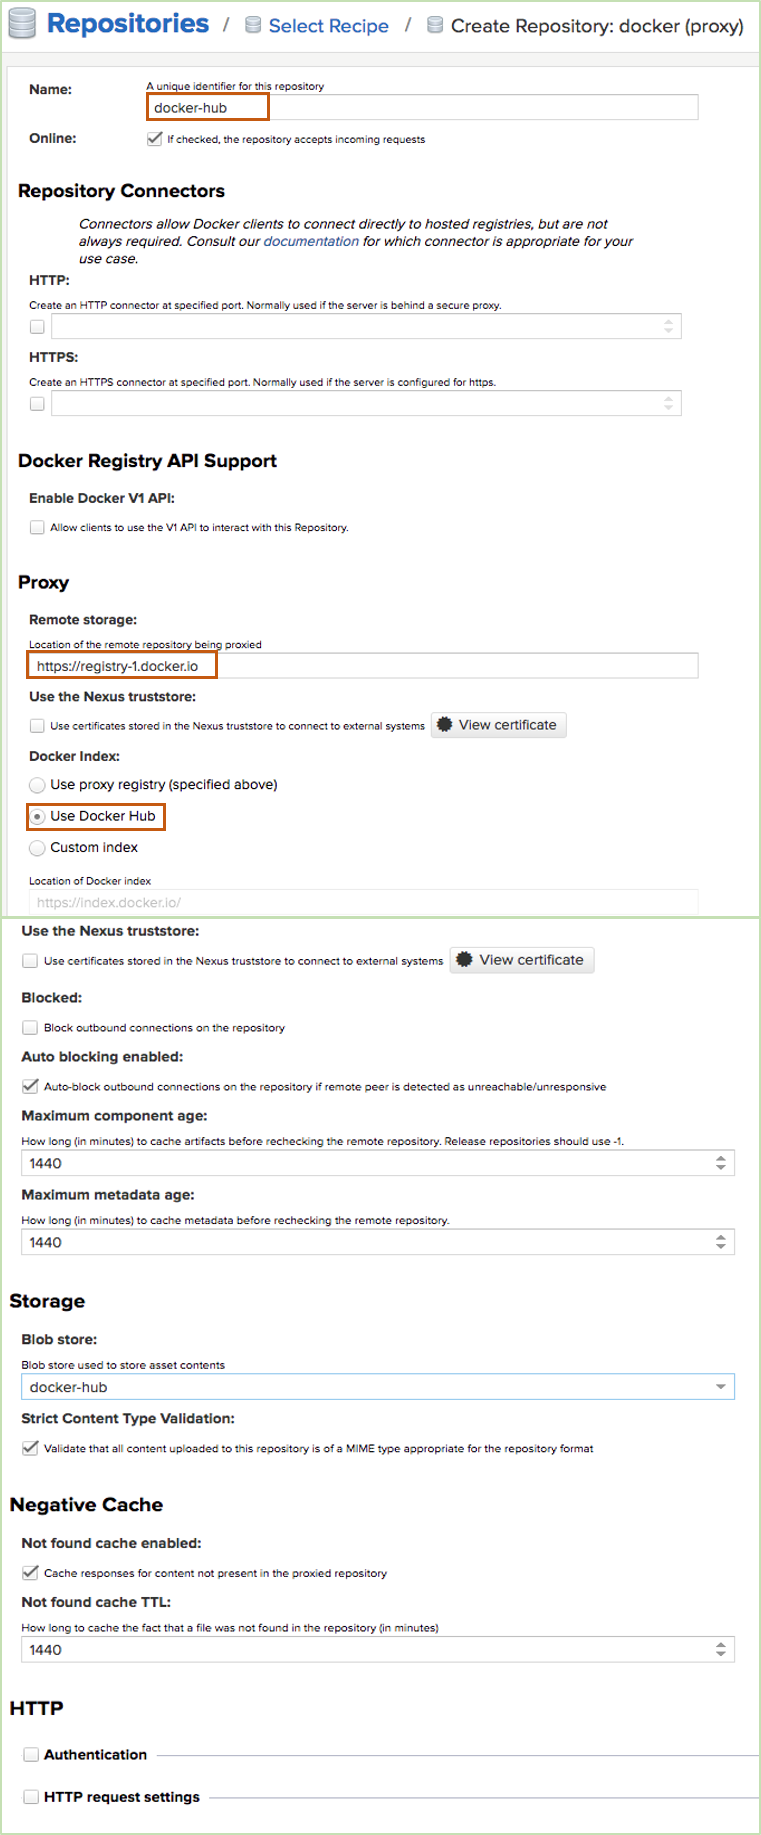 Repositories / Select Recipe / Create Repository: docker (proxy)
Name:
A unique identifier for this repository
docker-hub
Online:
If checked, the repository accepts incoming requests
Repository Connectors
Connectors allow Docker clients to connect directly to hosted registries, but are not
always required. Consult our documentation for which connector is appropriate for your
use case.
HTTP:
Create an HTTP connector at specified port. Normally used if the server is behind a secure proxy.
HTTPS:
Create an HTTPS connector at specified port. Normally used if the server is configured for https.
Docker Registry API Support
Enable Docker V1 API:
Allow clients to use the V1 API to interact with this Repository.
Proxy
Remote storage:
Location of the remote repository being proxied
https://registry-1.docker.io
Use the Nexus truststore:
Use certificates stored in the Nexus truststore to connect to external systems View certificate
Docker Index:
Use proxy registry (specified above)
Use Docker Hub
Custom index
Location of Docker index
https://index.docker.io/
Use the Nexus truststore:
Use certificates stored in the Nexus truststore to connect to external systems View certificate
Blocked:
Block outbound connections on the repository
Auto blocking enabled:
Auto-block outbound connections on the repository if remote peer is detected as unreachable/unresponsive
Maximum component age:
How long (in minutes) to cache artifacts before rechecking the remote repository. Release repositories should use -1.
1440
Maximum metadata age:
How long (in minutes) to cache metadata before rechecking the remote repository.
1440
Storage
Blob store:
Blob store used to store asset contents
docker-hub
Strict Content Type Validation:
Validate that all content uploaded to this repository is of a MIME type appropriate for the repository format
Negative Cache
Not found cache enabled:
Cache responses for content not present in the proxied repository
Not found cache TTL:
How long to cache the fact that a file was not found in the repository (in minutes)
1440
HTTP
Authentication
HTTP request settings